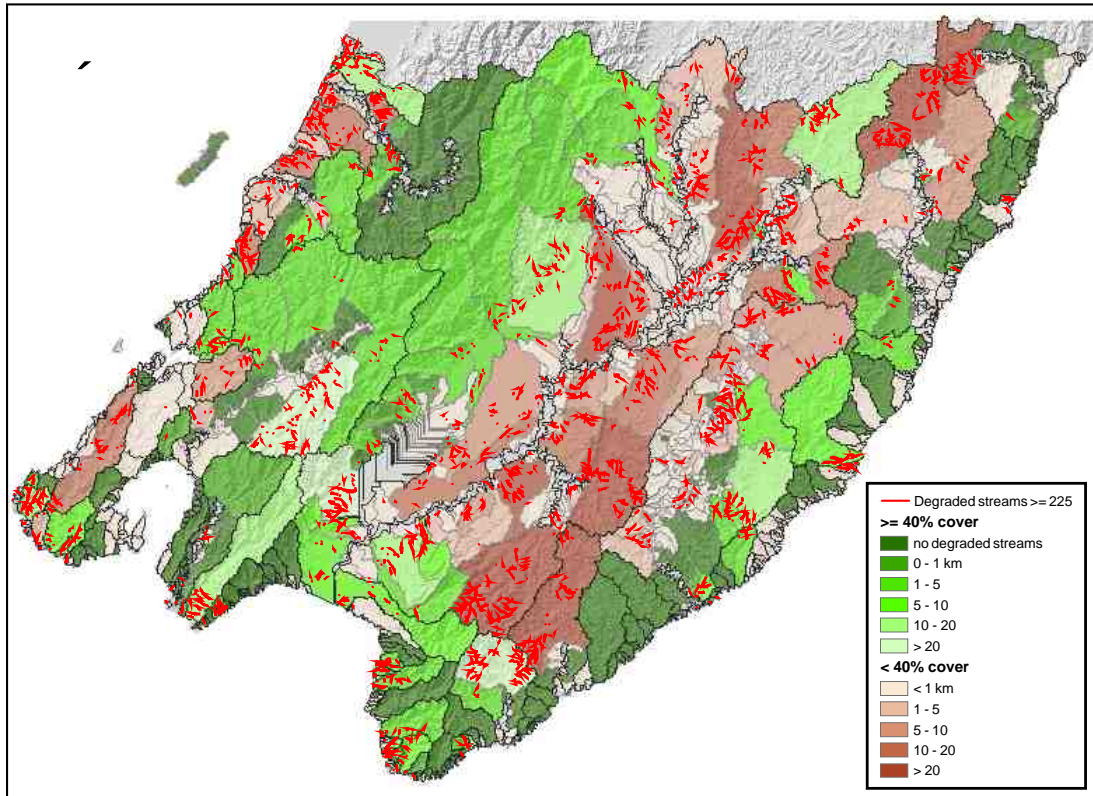 Degraded streams >= 225
>= 40% cover
no degraded streams
0 - 1 km
1 - 5
5 - 10
10 - 20
> 20
< 40% cover
< 1 km
1 - 5
5 - 10
10 - 20
> 20